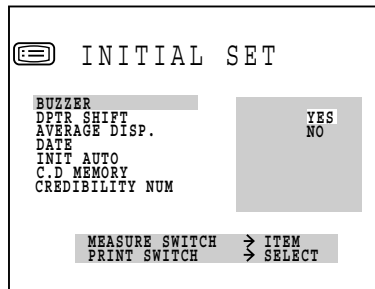 INITIAL SET
BUZZER
DPTR SHIFT
AVERAGE DISP.
DATE
INIT AUTO
C.D MEMORY
CREDIBILITY NUM
YES
NO
MEASURE SWITCH → ITEM
PRINT SWITCH → SELECT